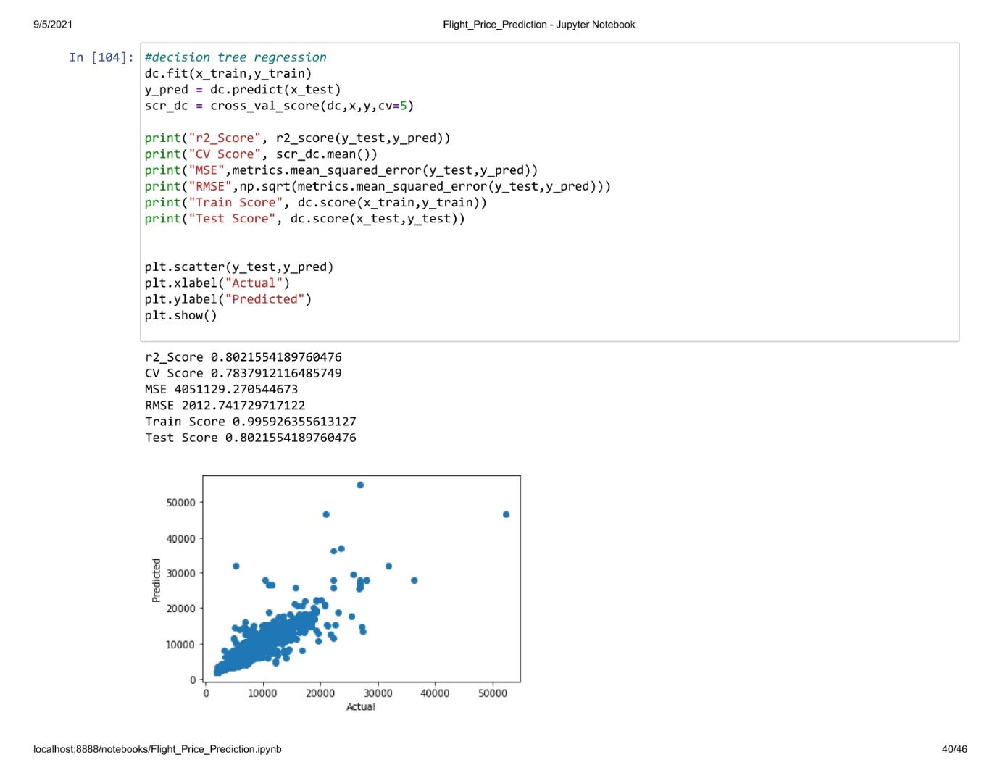 9/5/2021
Flight_Price_Prediction - Jupyter Notebook
In [104]:
#decision tree regression
dc.fit(x_train,y_train)
y_pred = dc.predict(x_test)
scr_dc = cross_val_score(dc,x,y,cv=5)
print("r2_Score", r2_score(y_test,y_pred))
print("CV Score", scr_dc.mean())
print("MSE",metrics.mean_squared_error(y_test,y_pred))
print("RMSE",np.sqrt(metrics.mean_squared_error(y_test,y_pred)))
print("Train Score", dc.score(x_train,y_train))
print("Test Score", dc.score(x_test,y_test))
plt.scatter(y_test,y_pred)
plt.xlabel("Actual")
plt.ylabel("Predicted")
plt.show()
r2_Score 0.8021554189760476
CV Score 0.7837912116485749
MSE 4051129.270544673
RMSE 2012.741729717122
Train Score 0.995926355613127
Test Score 0.8021554189760476
Predicted
50000
40000
30000
20000
10000
0
0 10000 20000 30000 40000 50000
Actual
localhost:8888/notebooks/Flight_Price_Prediction.ipynb
40/46